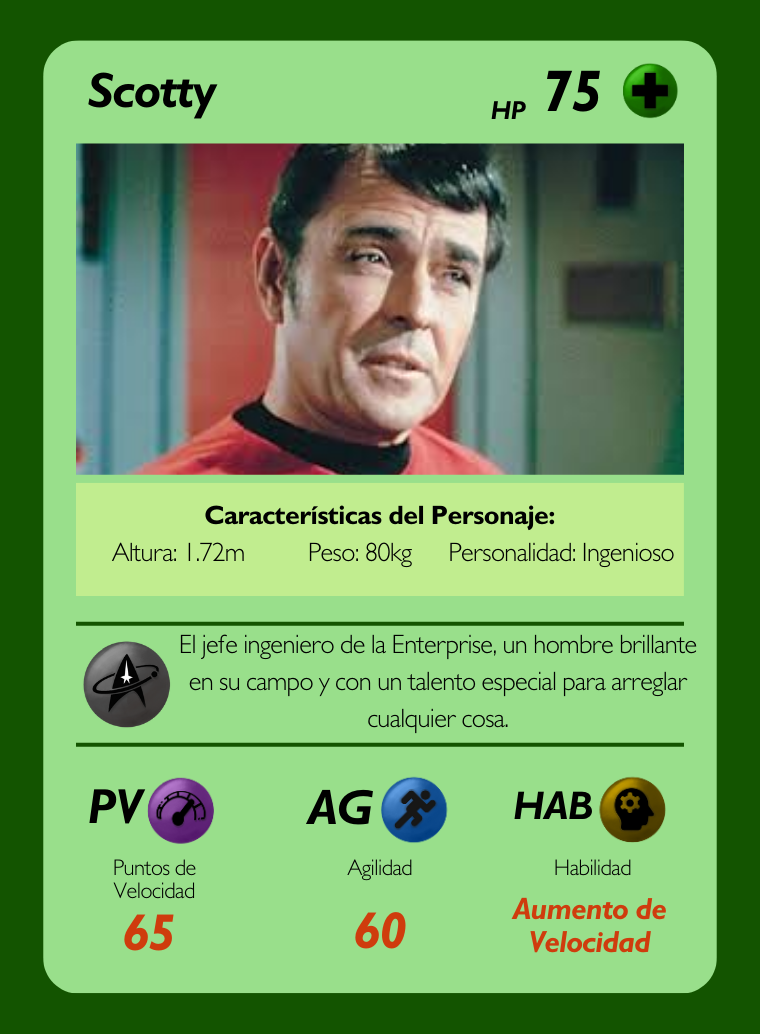 Scotty
HP 75
Características del Personaje:
Altura: 1.72m Peso: 80kg Personalidad: Ingenioso
El jefe ingeniero de la Enterprise, un hombre brillante
en su campo y con un talento especial para arreglar
cualquier cosa.
PV AG HAB
Puntos de
Velocidad
65
Agilidad
60
Habilidad
Aumento de
Velocidad